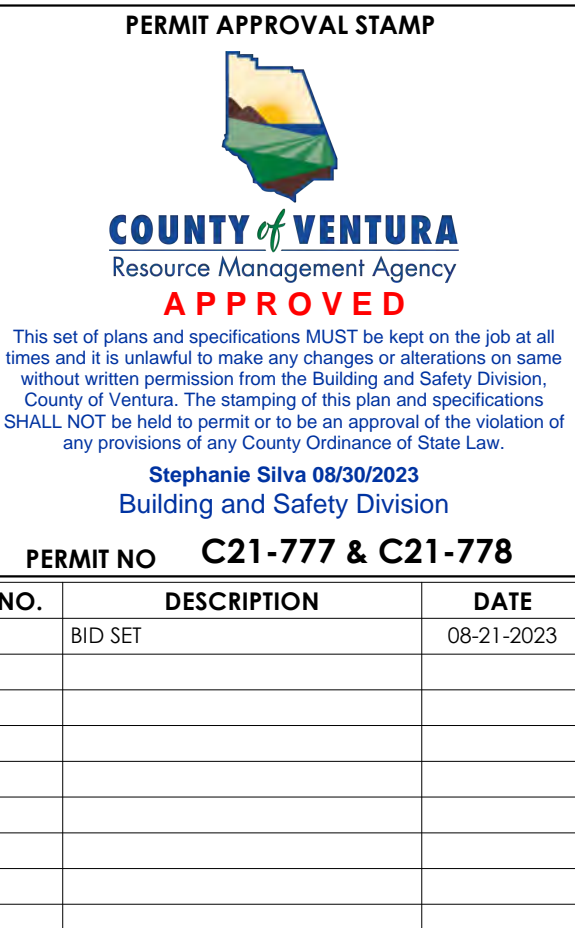 PERMIT APPROVAL STAMP
COUNTY of VENTURA
Resource Management Agency
APPROVED
This set of plans and specifications MUST be kept on the job at all
times and it is unlawful to make any changes or alterations on same
without written permission from the Building and Safety Division,
County of Ventura. The stamping of this plan and specifications
SHALL NOT be held to permit or to be an approval of the violation of
any provisions of any County Ordinance of State Law.
Stephanie Silva 08/30/2023
Building and Safety Division
PERMIT NO C21-777 & C21-778
NO. DESCRIPTION DATE
BID SET 08-21-2023